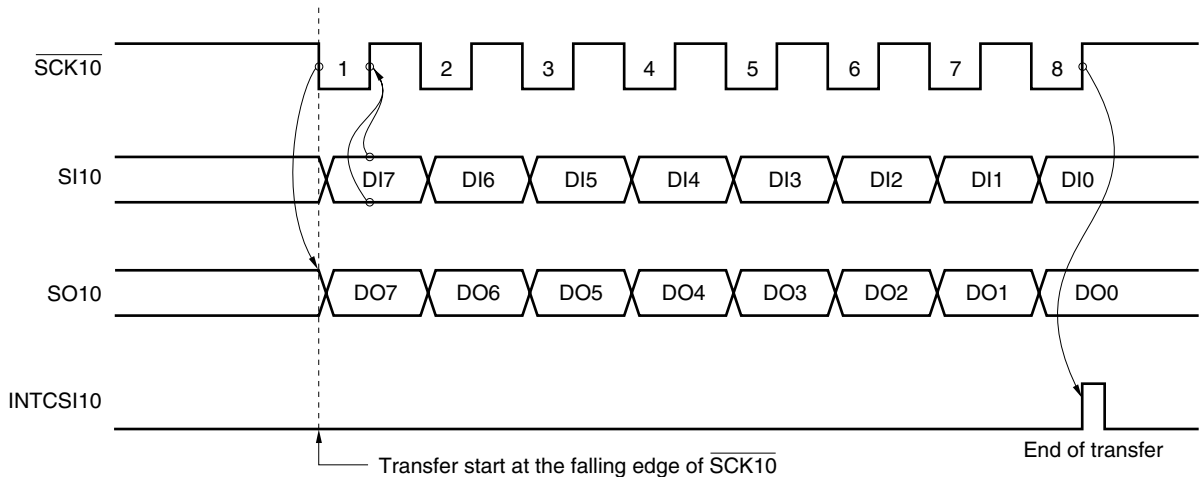 SCK10 1 2 3 4 5 6 7 8
SI10 DI7 DI6 DI5 DI4 DI3 DI2 DI1 DI0
SO10 DO7 DO6 DO5 DO4 DO3 DO2 DO1 DO0
INTCSI10
End of transfer
Transfer start at the falling edge of SCK10